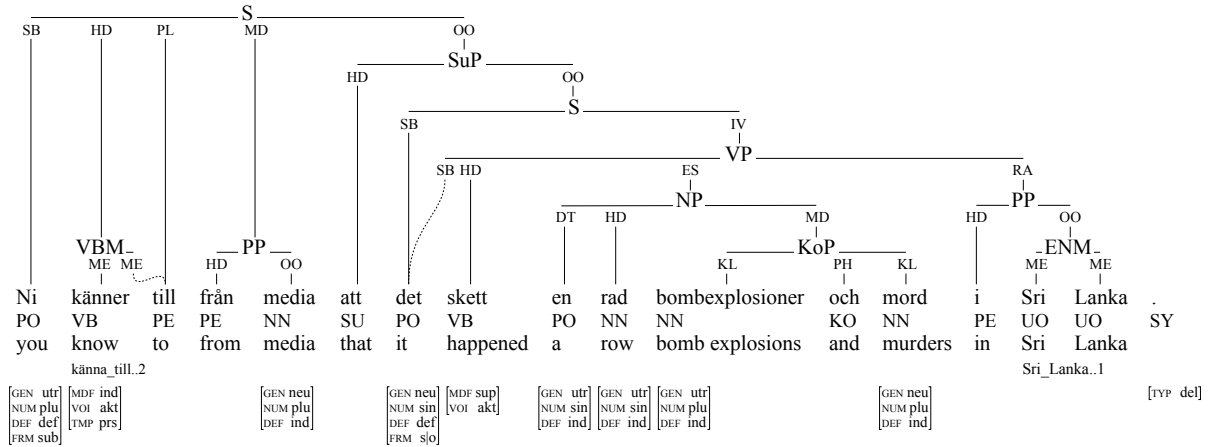 S
SB HD PL MD OO
SuP
HD OO
S
SB IV
VP
SB HD ES RA
NP PP
DT HD MD HD OO
VBM PP KoP ENM
ME ME HD OO KL PH KL ME ME
Ni känner till från media att det skett en rad bombexplosioner och mord i Sri Lanka .
PO VB PE PE NN SU PO VB PO NN NN KO NN PE UO UO SY
you know to from media that it happened a row bomb explosions and murders in Sri Lanka
känna_till..2 Sri_Lanka..1
[GEN utr] [MDF ind] [GEN neu] [GEN neu] [MDF sup] [GEN utr] [GEN utr] [GEN utr] [GEN neu] [TYP del]
[NUM plu] [VOI akt] [NUM plu] [NUM sin] [VOI akt] [NUM sin] [NUM sin] [NUM plu] [NUM plu]
[DEF def] [TMP prs] [DEF ind] [DEF def] [DEF ind] [DEF ind] [DEF ind] [DEF ind]
[FRM sub] [FRM s|o]